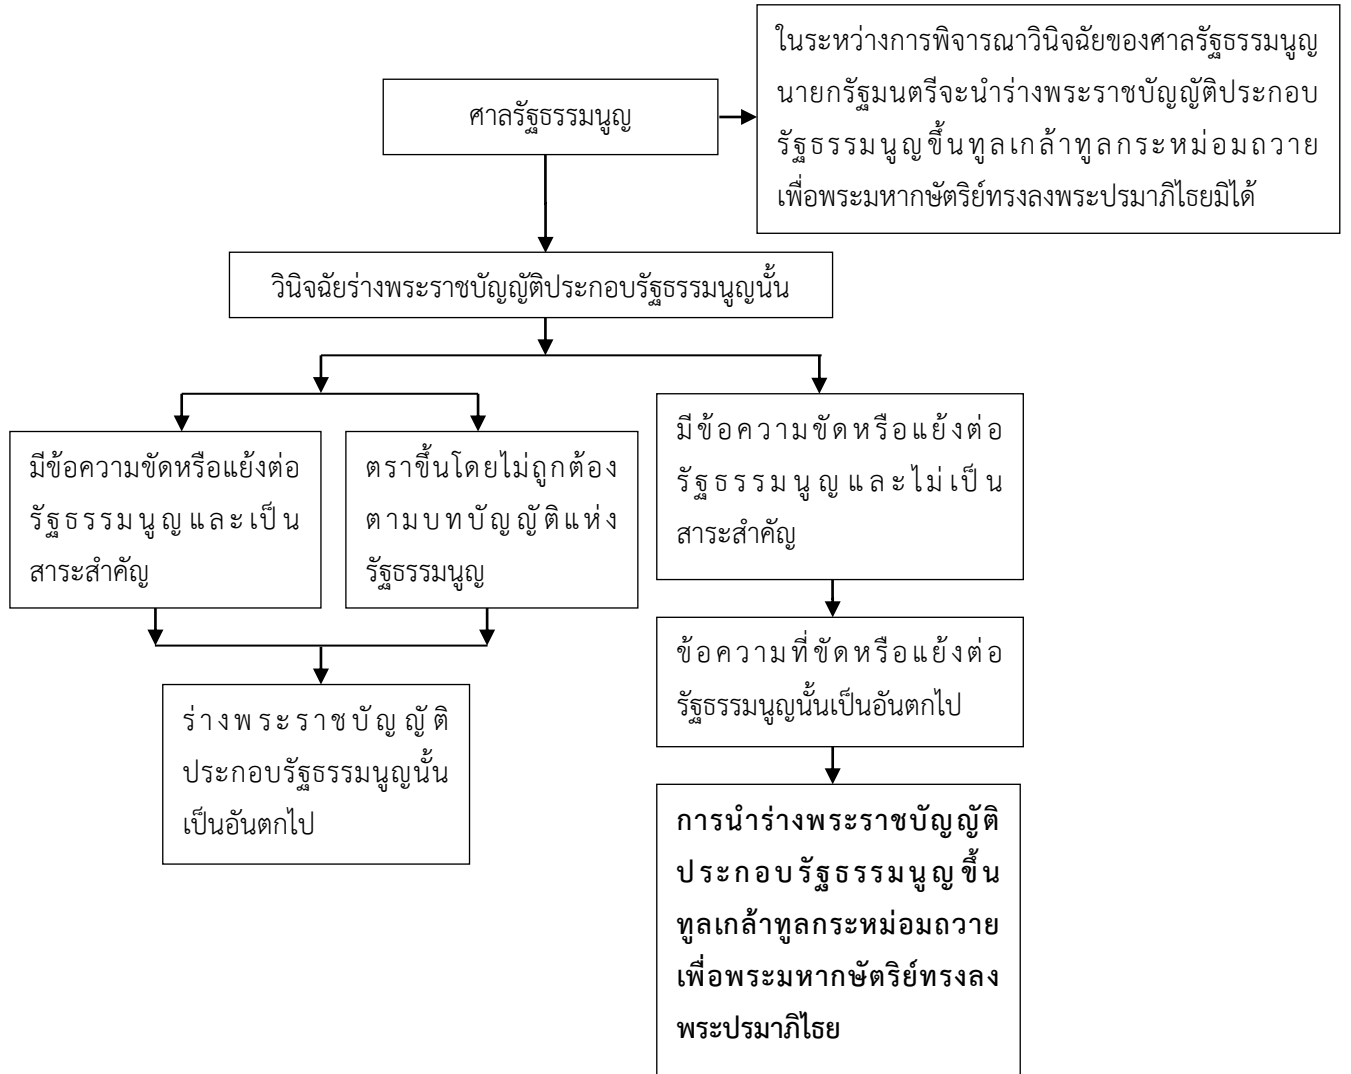 ศาลรัฐธรรมนูญ
ในระหว่างการพิจารณาวินิจฉัยของศาลรัฐธรรมนูญ
นายกรัฐมนตรีจะนำร่างพระราชบัญญัติประกอบ
รัฐธรรมนูญขึ้นทูลเกล้าทูลกระหม่อมถวาย
เพื่อพระมหากษัตริย์ทรงลงพระปรมาภิไธยมิได้
วินิจฉัยร่างพระราชบัญญัติประกอบรัฐธรรมนูญนั้น
มีข้อความขัดหรือแย้งต่อ
รัฐธรรมนูญและเป็น
สาระสำคัญ
ตราขึ้นโดยไม่ถูกต้อง
ตามบทบัญญัติแห่ง
รัฐธรรมนูญ
มีข้อความขัดหรือแย้งต่อ
รัฐธรรมนูญและไม่เป็น
สาระสำคัญ
ร่างพระราชบัญญัติ
ประกอบรัฐธรรมนูญนั้น
เป็นอันตกไป
ข้อความที่ขัดหรือแย้งต่อ
รัฐธรรมนูญนั้นเป็นอันตกไป
การนำร่างพระราชบัญญัติ
ประกอบรัฐธรรมนูญขึ้น
ทูลเกล้าทูลกระหม่อมถวาย
เพื่อพระมหากษัตริย์ทรงลง
พระปรมาภิไธย